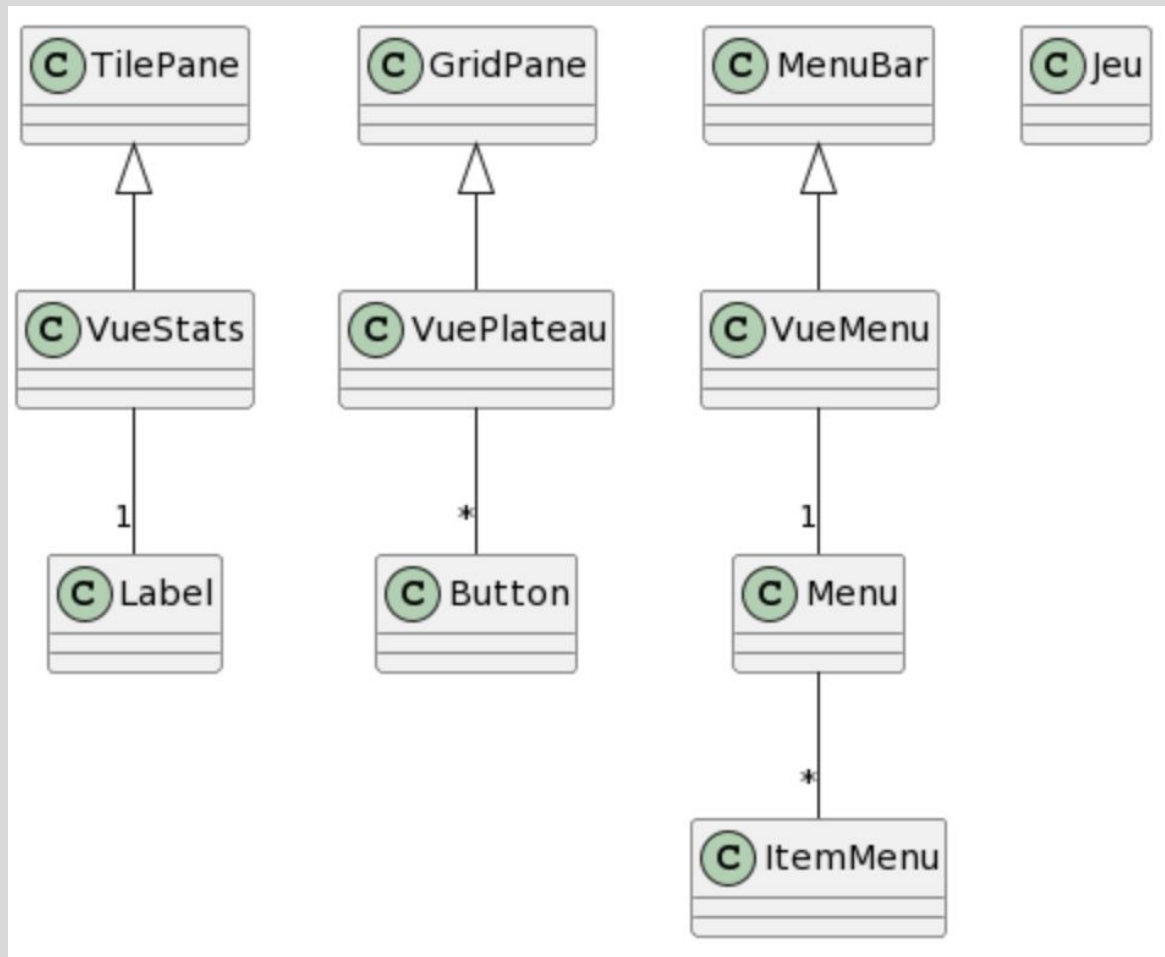 C TilePane
C GridPane
C MenuBar
C Jeu
C VueStats
C VuePlateau
C VueMenu
1
*
1
C Label
C Button
C Menu
*
C ItemMenu